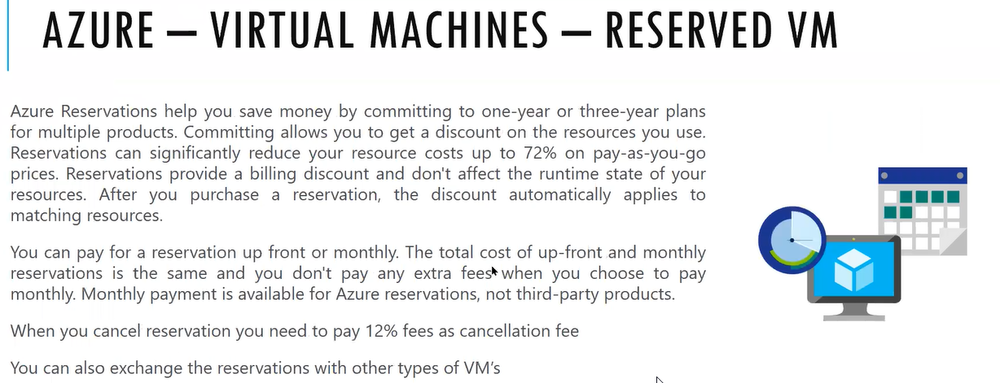 AZURE – VIRTUAL MACHINES – RESERVED VM
Azure Reservations help you save money by committing to one-year or three-year plans
for multiple products. Committing allows you to get a discount on the resources you use.
Reservations can significantly reduce your resource costs up to 72% on pay-as-you-go
prices. Reservations provide a billing discount and don't affect the runtime state of your
resources. After you purchase a reservation, the discount automatically applies to
matching resources.
You can pay for a reservation up front or monthly. The total cost of up-front and monthly
reservations is the same and you don't pay any extra fees when you choose to pay
monthly. Monthly payment is available for Azure reservations, not third-party products.
When you cancel reservation you need to pay 12% fees as cancellation fee
You can also exchange the reservations with other types of VM’s